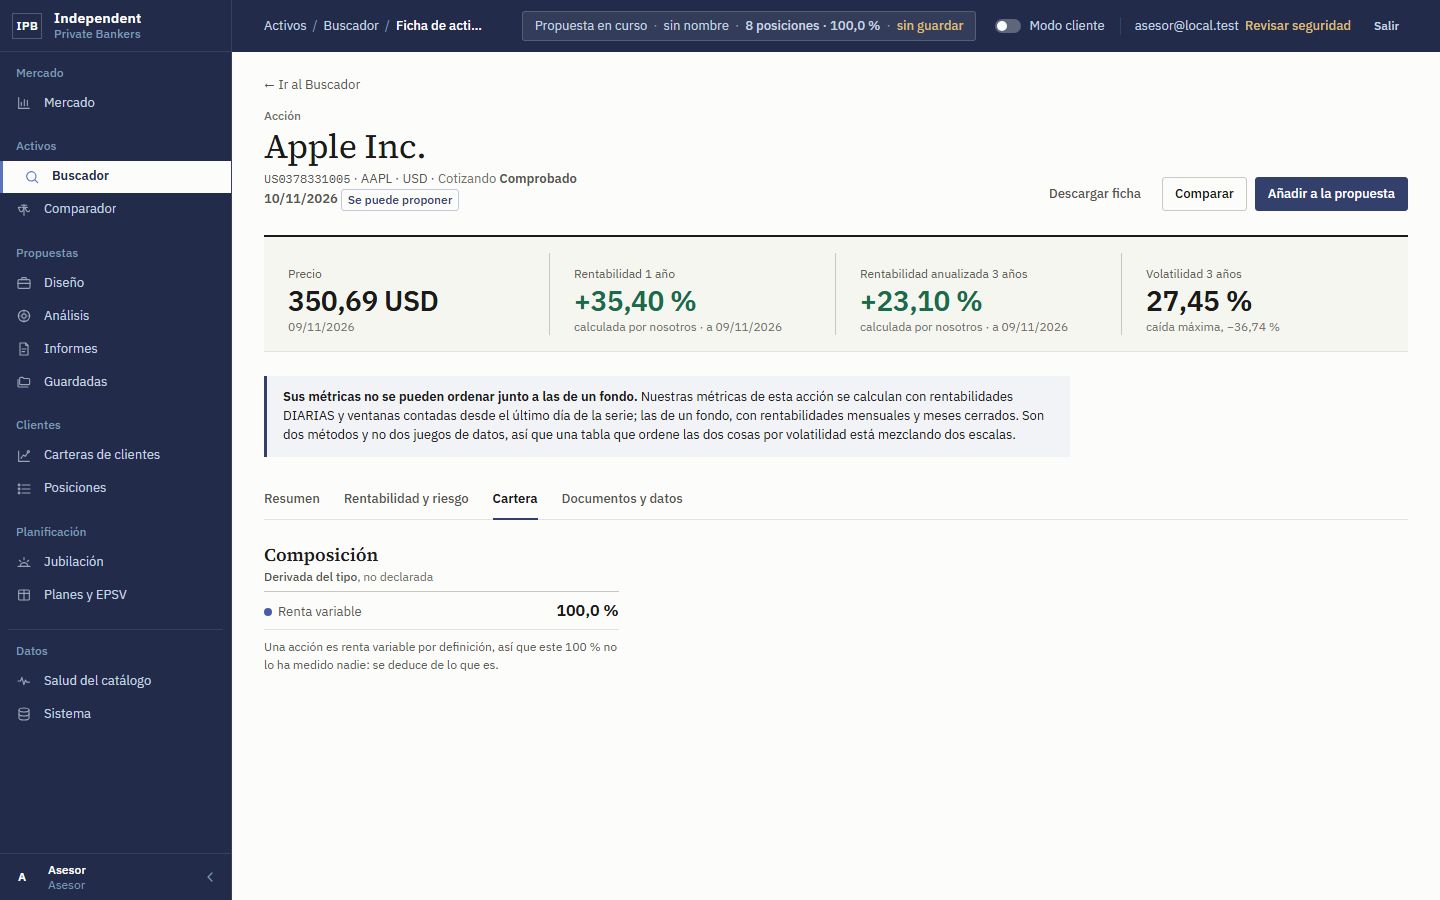 IPB
Independent
Private Bankers
Activos / Buscador / Ficha de acti...
Propuesta en curso · sin nombre · 8 posiciones · 100,0 % · sin guardar
Modo cliente
asesor@local.test
Revisar seguridad
Salir
Mercado
Mercado
Activos
Buscador
Comparador
Propuestas
Diseño
Análisis
Informes
Guardadas
Clientes
Carteras de clientes
Posiciones
Planificación
Jubilación
Planes y EPSV
Datos
Salud del catálogo
Sistema
A
Asesor
Asesor
← Ir al Buscador
Acción
Apple Inc.
US0378331005 · AAPL · USD · Cotizando Comprobado
10/11/2026 Se puede proponer
Descargar ficha
Comparar
Añadir a la propuesta
Precio
350,69 USD
09/11/2026
Rentabilidad 1 año
+35,40 %
calculada por nosotros · a 09/11/2026
Rentabilidad anualizada 3 años
+23,10 %
calculada por nosotros · a 09/11/2026
Volatilidad 3 años
27,45 %
caída máxima, −36,74 %
Sus métricas no se pueden ordenar junto a las de un fondo. Nuestras métricas de esta acción se calculan con rentabilidades
DIARIAS y ventanas contadas desde el último día de la serie; las de un fondo, con rentabilidades mensuales y meses cerrados. Son
dos métodos y no dos juegos de datos, así que una tabla que ordene las dos cosas por volatilidad está mezclando dos escalas.
Resumen
Rentabilidad y riesgo
Cartera
Documentos y datos
Composición
Derivada del tipo, no declarada
Renta variable 100,0 %
Una acción es renta variable por definición, así que este 100 % no
lo ha medido nadie: se deduce de lo que es.